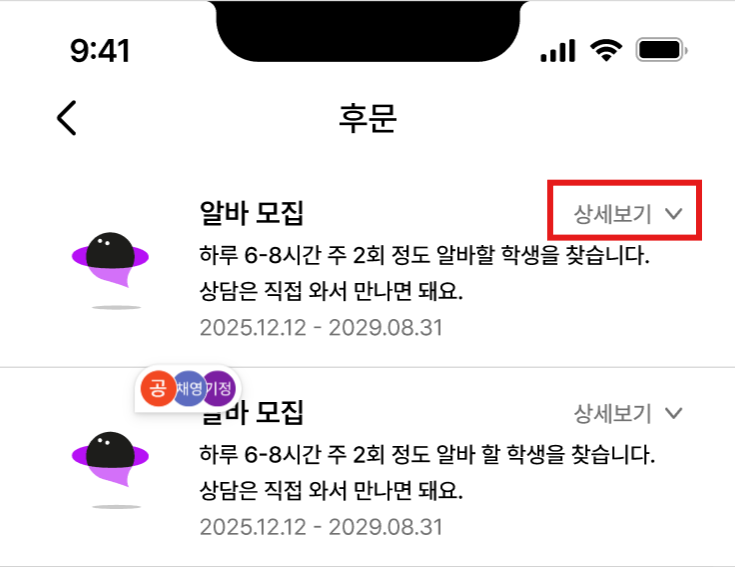 9:41
후문
알바 모집
상세보기
하루 6-8시간 주 2회 정도 알바할 학생을 찾습니다.
상담은 직접 와서 만나면 돼요.
2025.12.12 - 2029.08.31
공 채영 기정
알바 모집
상세보기
하루 6-8시간 주 2회 정도 알바 할 학생을 찾습니다.
상담은 직접 와서 만나면 돼요.
2025.12.12 - 2029.08.31